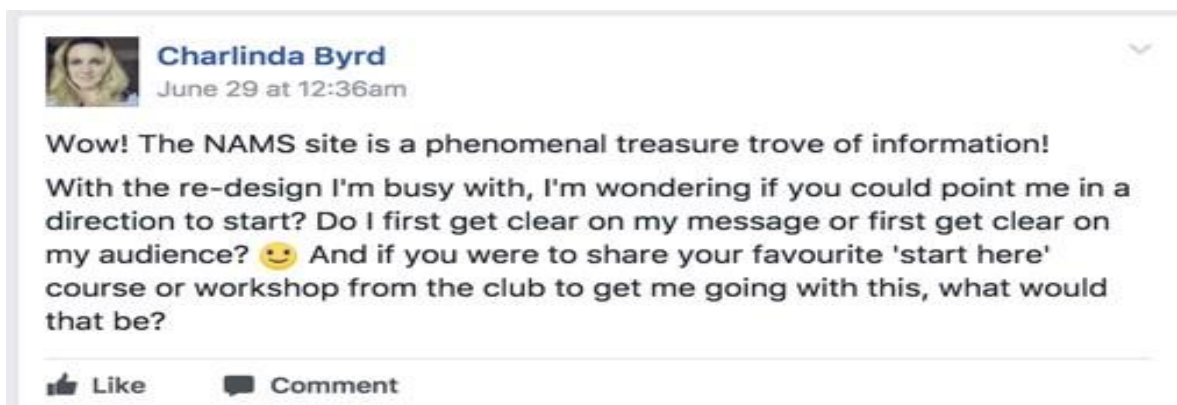 Charlinda Byrd
June 29 at 12:36am
Wow! The NAMS site is a phenomenal treasure trove of information!
With the re-design I'm busy with, I'm wondering if you could point me in a
direction to start? Do I first get clear on my message or first get clear on
my audience? 🙂 And if you were to share your favourite 'start here'
course or workshop from the club to get me going with this, what would
that be?
Like Comment